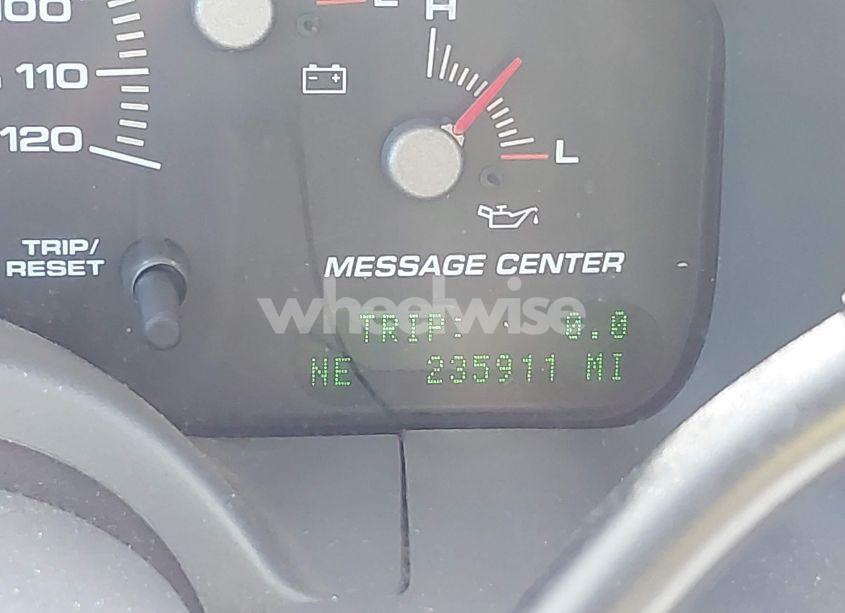 100
110
120
H
L
TRIP/
RESET
MESSAGE CENTER
wheelwise
TRIP: 0.0
NE 235911 MI